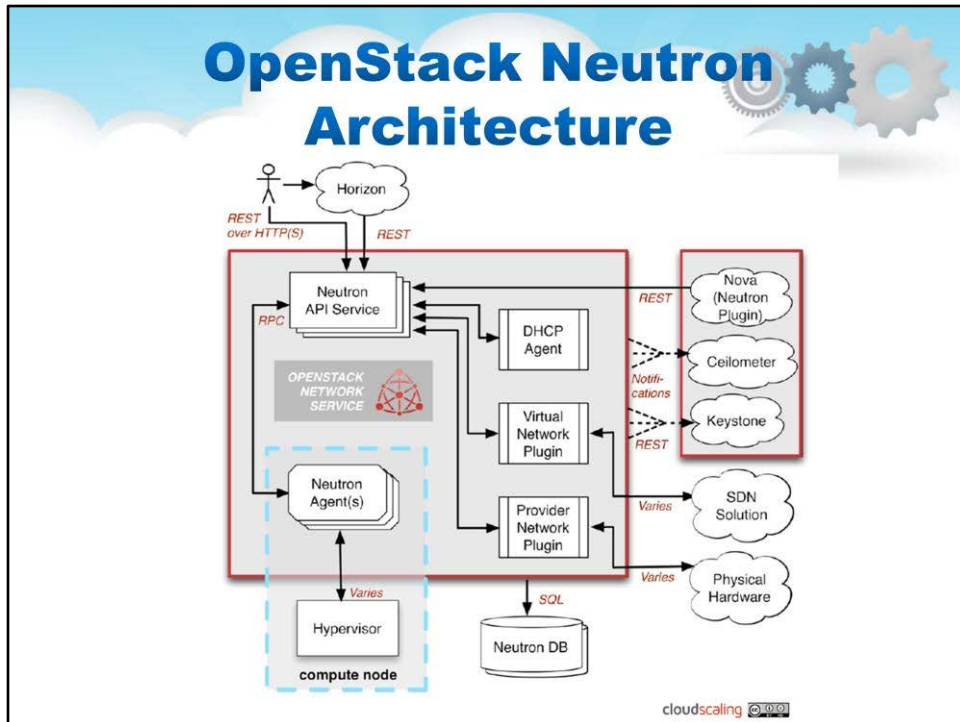 OpenStack Neutron
Architecture
Horizon
REST
over HTTP(S)
REST
Neutron
API Service
RPC
DHCP
Agent
OPENSTACK
NETWORK
SERVICE
Virtual
Network
Plugin
Neutron
Agent(s)
Provider
Network
Plugin
Varies
Hypervisor
compute node
SQL
Neutron DB
REST
Nova
(Neutron
Plugin)
Notifi-
cations
Ceilometer
REST
Keystone
Varies
SDN
Solution
Varies
Physical
Hardware
cloudscaling